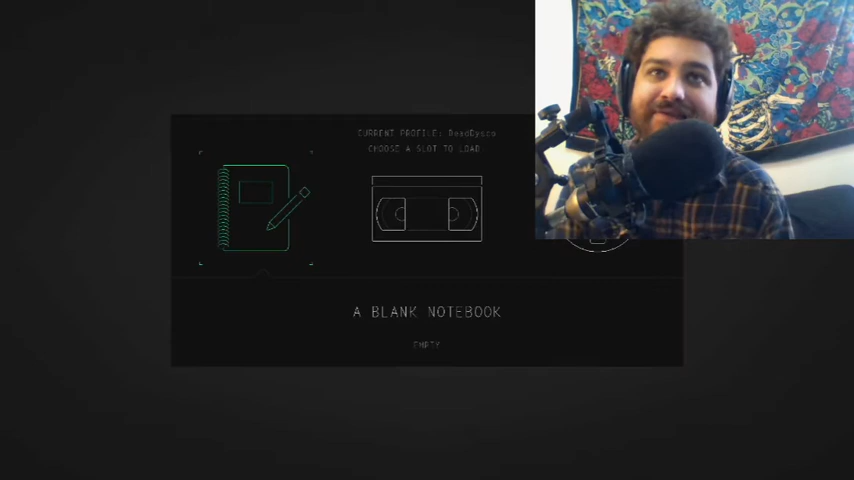 CURRENT PROFILE: DeadDysco
CHOOSE A SLOT TO LOAD.
A BLANK NOTEBOOK
EMPTY